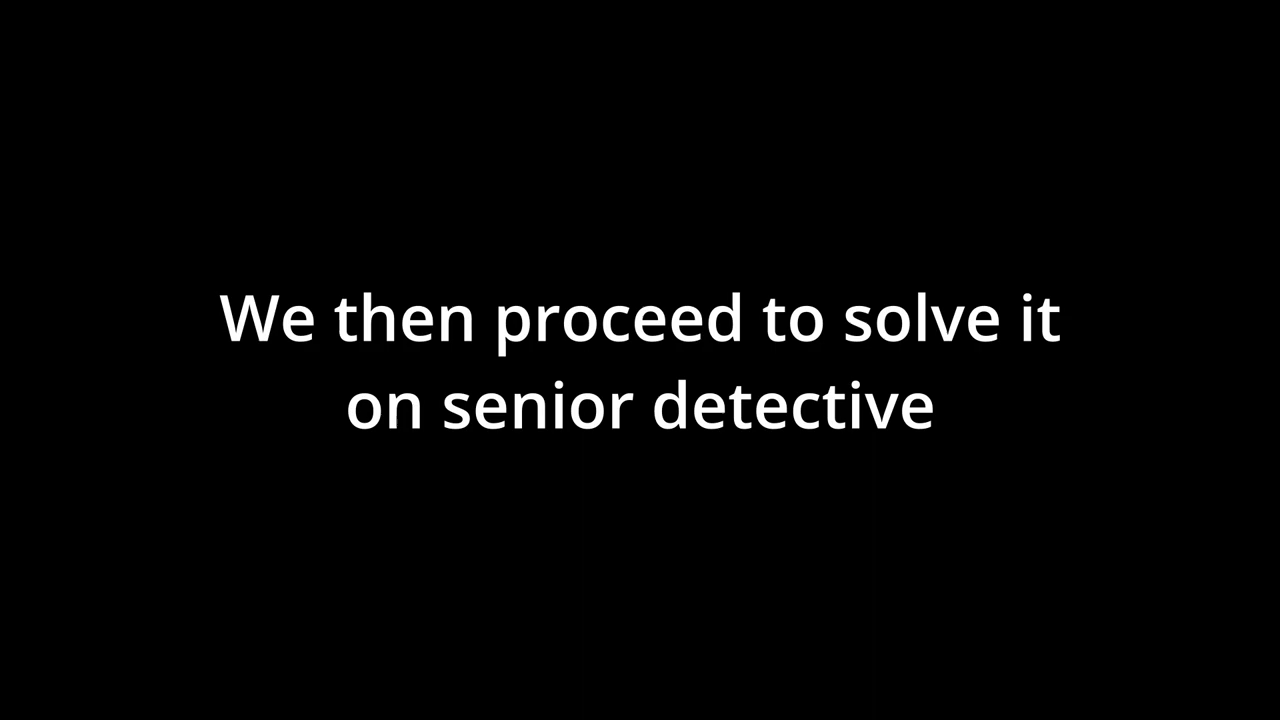 We then proceed to solve it
on senior detective